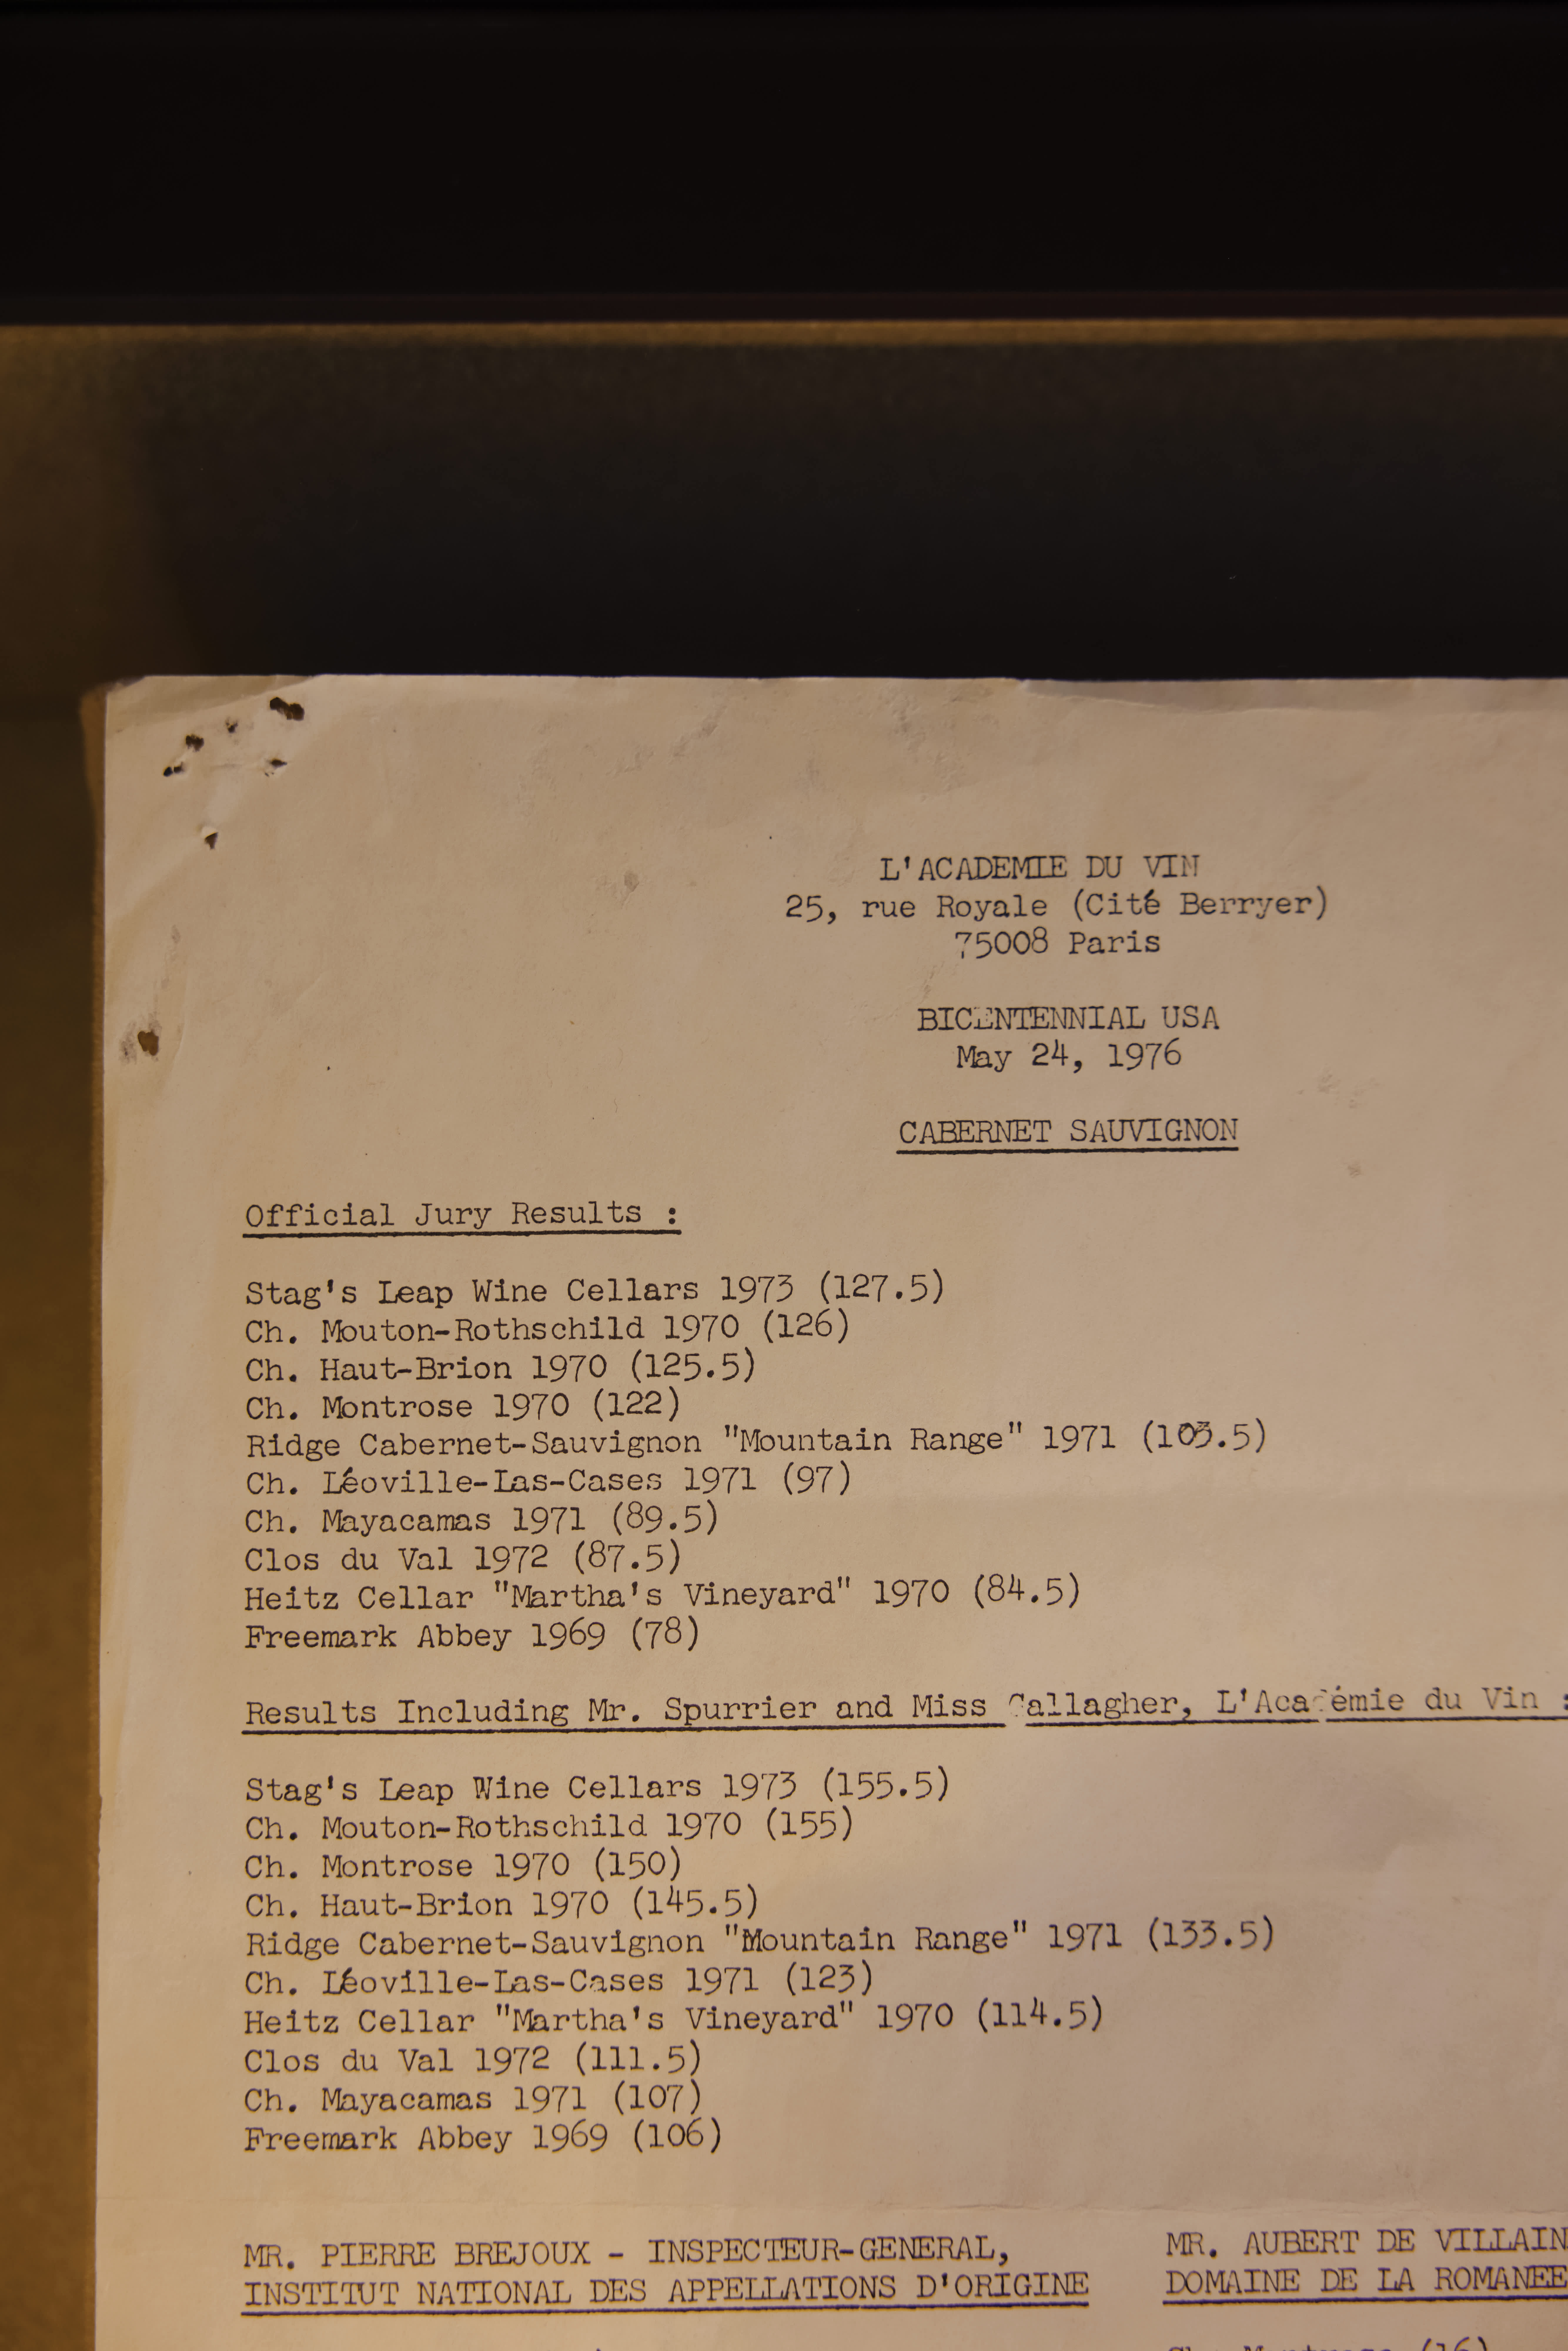 L'ACADEMIE DU VIN
25, rue Royale (Cité Berryer)
75008 Paris
BICENTENNIAL USA
May 24, 1976
CABERNET SAUVIGNON
Official Jury Results :
Stag's Leap Wine Cellars 1973 (127.5)
Ch. Mouton-Rothschild 1970 (126)
Ch. Haut-Brion 1970 (125.5)
Ch. Montrose 1970 (122)
Ridge Cabernet-Sauvignon "Mountain Range" 1971 (103.5)
Ch. Léoville-Las-Cases 1971 (97)
Ch. Mayacamas 1971 (89.5)
Clos du Val 1972 (87.5)
Heitz Cellar "Martha's Vineyard" 1970 (84.5)
Freemark Abbey 1969 (78)
Results Including Mr. Spurrier and Miss Gallagher, L'Académie du Vin :
Stag's Leap Wine Cellars 1973 (155.5)
Ch. Mouton-Rothschild 1970 (155)
Ch. Montrose 1970 (150)
Ch. Haut-Brion 1970 (145.5)
Ridge Cabernet-Sauvignon "Mountain Range" 1971 (133.5)
Ch. Léoville-Las-Cases 1971 (123)
Heitz Cellar "Martha's Vineyard" 1970 (114.5)
Clos du Val 1972 (111.5)
Ch. Mayacamas 1971 (107)
Freemark Abbey 1969 (106)
MR. PIERRE BREJOUX - INSPECTEUR-GENERAL,
INSTITUT NATIONAL DES APPELLATIONS D'ORIGINE
MR. AUBERT DE VILLAIN
DOMAINE DE LA ROMANEE